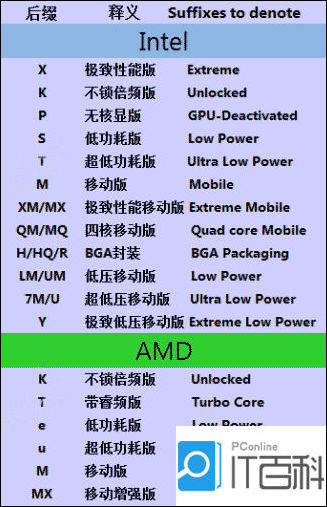 后缀 释义 Suffixes to denote
Intel
X 极致性能版 Extreme
K 不锁倍频版 Unlocked
P 无核显版 GPU-Deactivated
S 低功耗版 Low Power
T 超低功耗版 Ultra Low Power
M 移动版 Mobile
XM/MX 极致性能移动版 Extreme Mobile
QM/MQ 四核移动版 Quad core Mobile
H/HQ/R BGA封装 BGA Packaging
LM/UM 低压移动版 Low Power
7M/U 超低压移动版 Ultra Low Power
Y 极致低压移动版 Extreme Low Power
AMD
K 不锁倍频版 Unlocked
T 带睿频版 Turbo Core
e 低功耗版 Low Power
u 超低功耗版
M 移动版
MX 移动增强版
PConline
IT百科